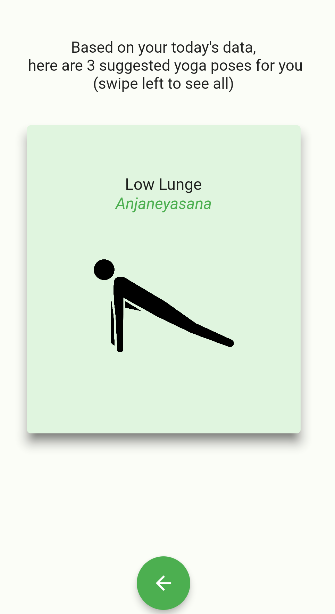 Based on your today's data,
here are 3 suggested yoga poses for you
(swipe left to see all)
Low Lunge
Anjaneyasana